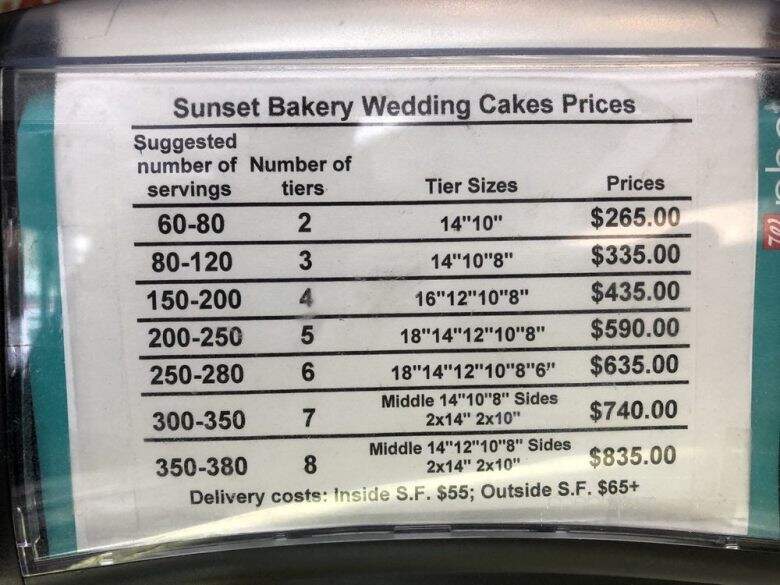 Sunset Bakery Wedding Cakes Prices
Suggested
number of Number of
servings tiers Tier Sizes Prices
60-80 2 14"10" $265.00
80-120 3 14"10"8" $335.00
150-200 4 16"12"10"8" $435.00
200-250 5 18"14"12"10"8" $590.00
250-280 6 18"14"12"10"8"6" $635.00
Middle 14"10"8" Sides
300-350 7 2x14" 2x10" $740.00
Middle 14"12"10"8" Sides
350-380 8 2x14" 2x10" $835.00
Delivery costs: Inside S.F. $55; Outside S.F. $65+